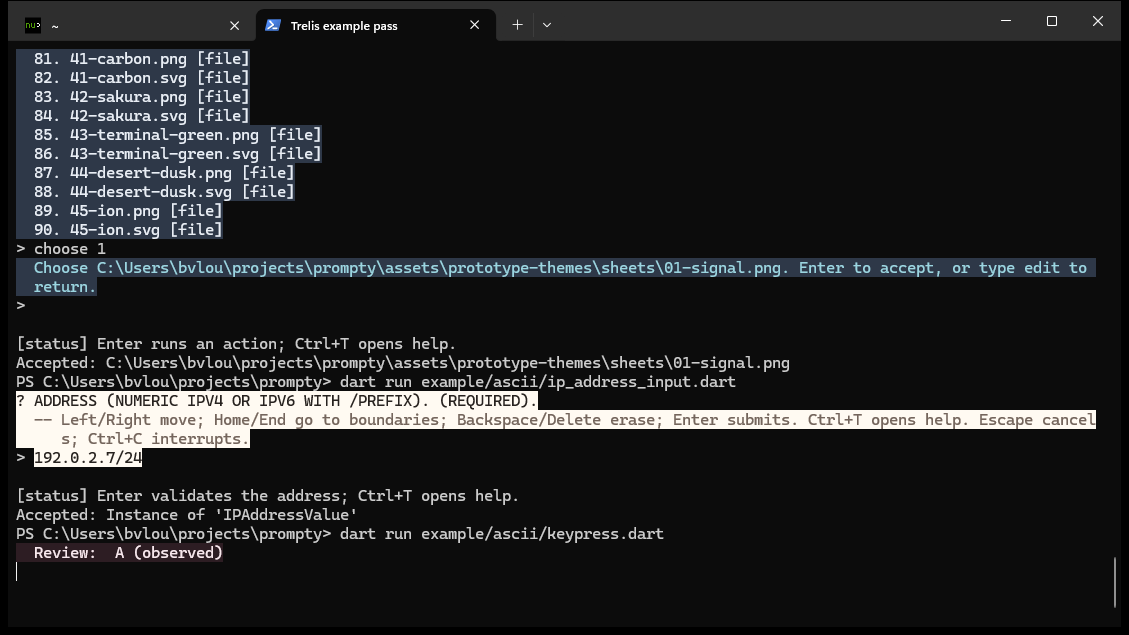 nu> ~
Trelis example pass
81. 41-carbon.png [file]
82. 41-carbon.svg [file]
83. 42-sakura.png [file]
84. 42-sakura.svg [file]
85. 43-terminal-green.png [file]
86. 43-terminal-green.svg [file]
87. 44-desert-dusk.png [file]
88. 44-desert-dusk.svg [file]
89. 45-ion.png [file]
90. 45-ion.svg [file]
> choose 1
Choose C:\Users\bvlou\projects\prompty\assets\prototype-themes\sheets\01-signal.png. Enter to accept, or type edit to
return.
>
[status] Enter runs an action; Ctrl+T opens help.
Accepted: C:\Users\bvlou\projects\prompty\assets\prototype-themes\sheets\01-signal.png
PS C:\Users\bvlou\projects\prompty> dart run example/ascii/ip_address_input.dart
? ADDRESS (NUMERIC IPV4 OR IPV6 WITH /PREFIX). (REQUIRED).
-- Left/Right move; Home/End go to boundaries; Backspace/Delete erase; Enter submits. Ctrl+T opens help. Escape cancel
s; Ctrl+C interrupts.
> 192.0.2.7/24
[status] Enter validates the address; Ctrl+T opens help.
Accepted: Instance of 'IPAddressValue'
PS C:\Users\bvlou\projects\prompty> dart run example/ascii/keypress.dart
Review:  A (observed)